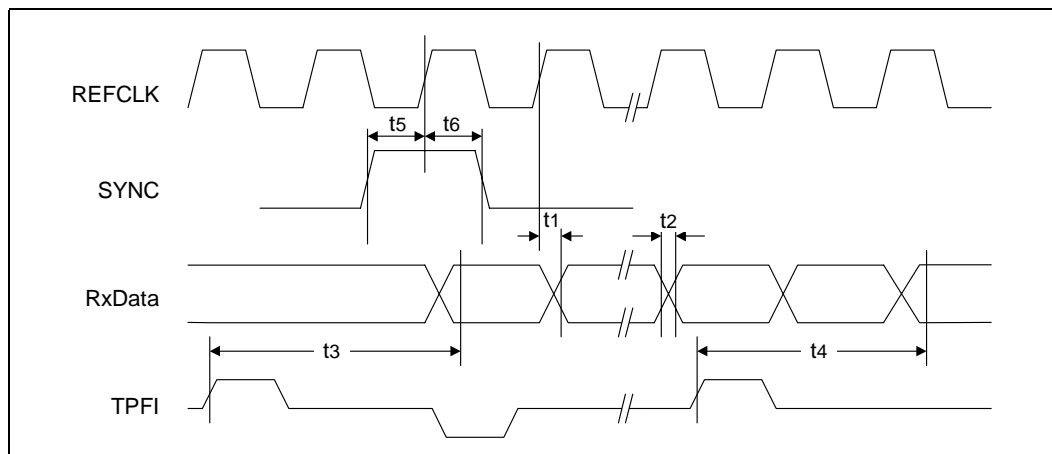 REFCLK
t5 t6
SYNC
t1 t2
RxData
t3 t4
TPFI